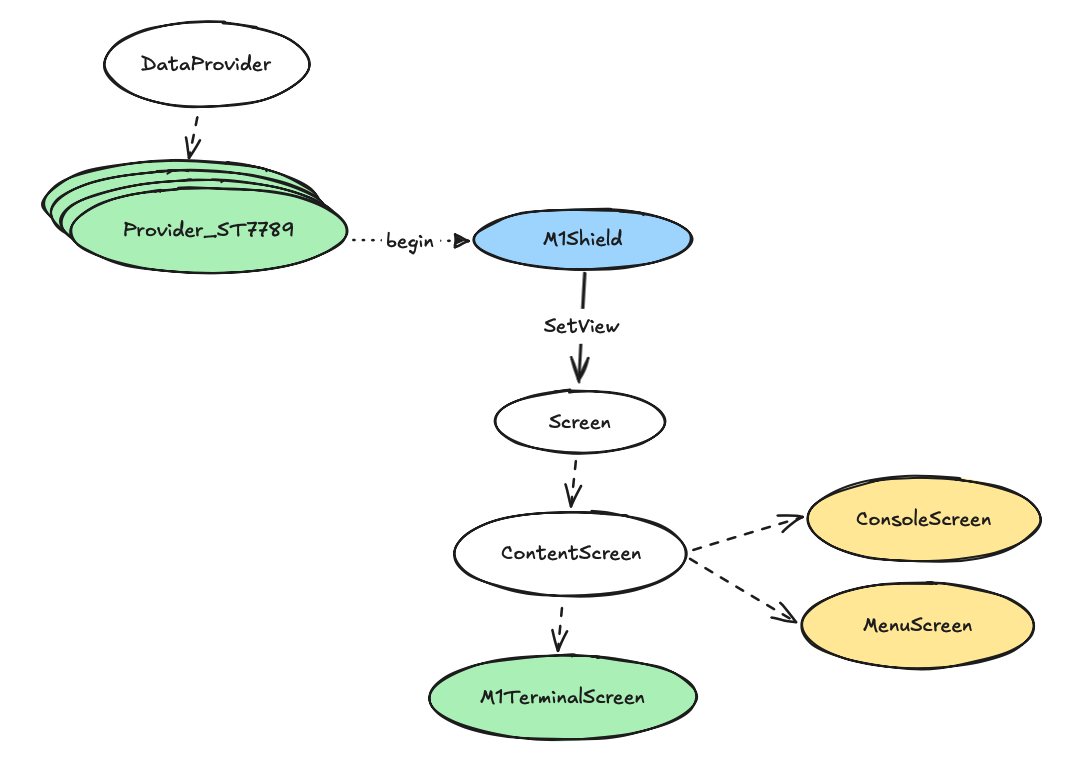 DataProvider
Provider_ST7789
begin
M1Shield
SetView
Screen
ContentScreen
ConsoleScreen
MenuScreen
M1TerminalScreen